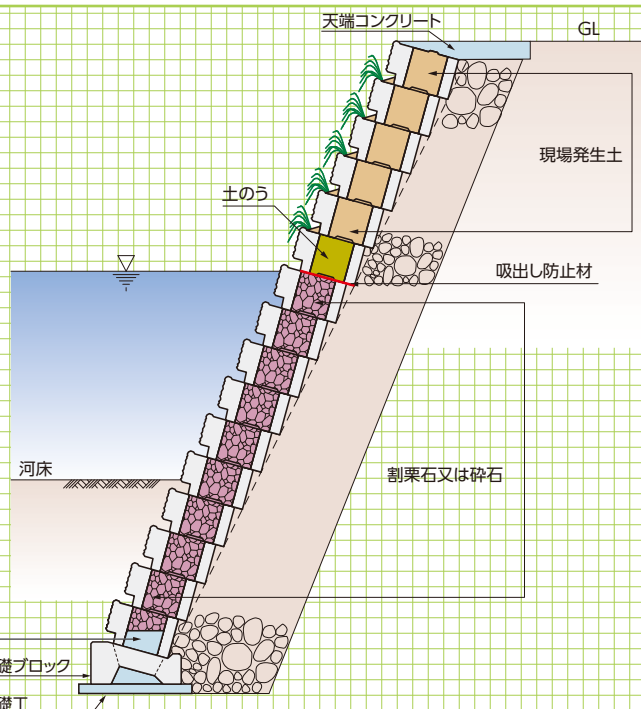 天端コンクリート
GL
現場発生土
土のう
吸出し防止材
河床
割栗石又は砕石
礎ブロック
礎工